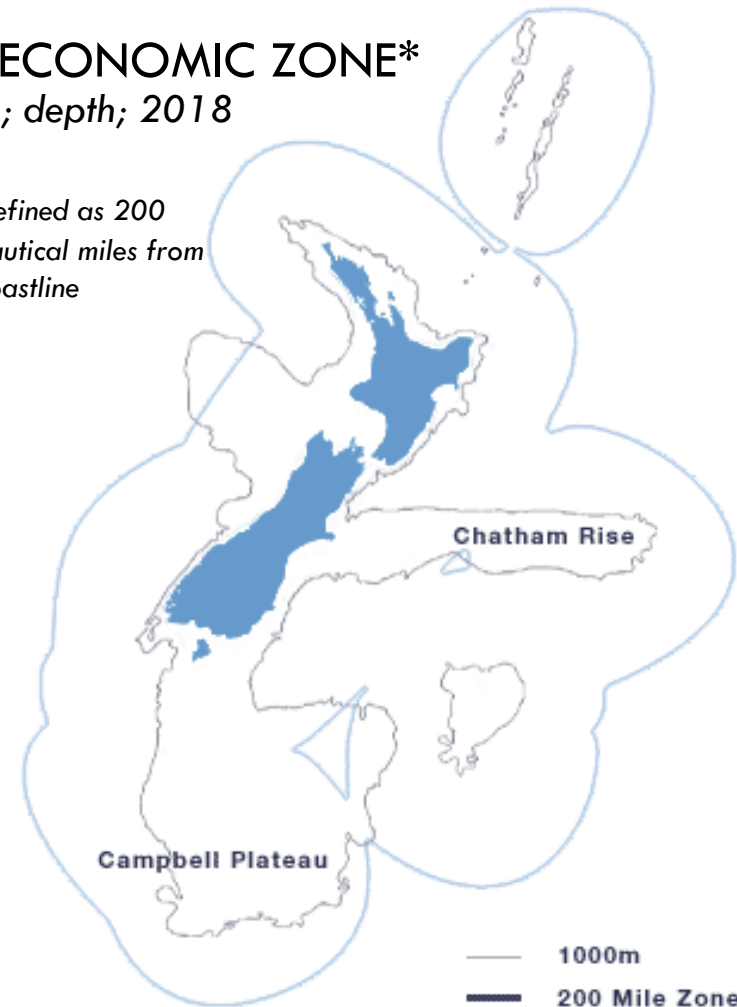 ECONOMIC ZONE*
; depth; 2018
efined as 200
autical miles from
oastline
Chatham Rise
Campbell Plateau
1000m
200 Mile Zone